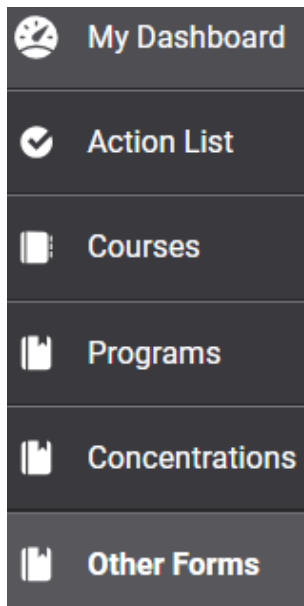 My Dashboard
Action List
Courses
Programs
Concentrations
Other Forms